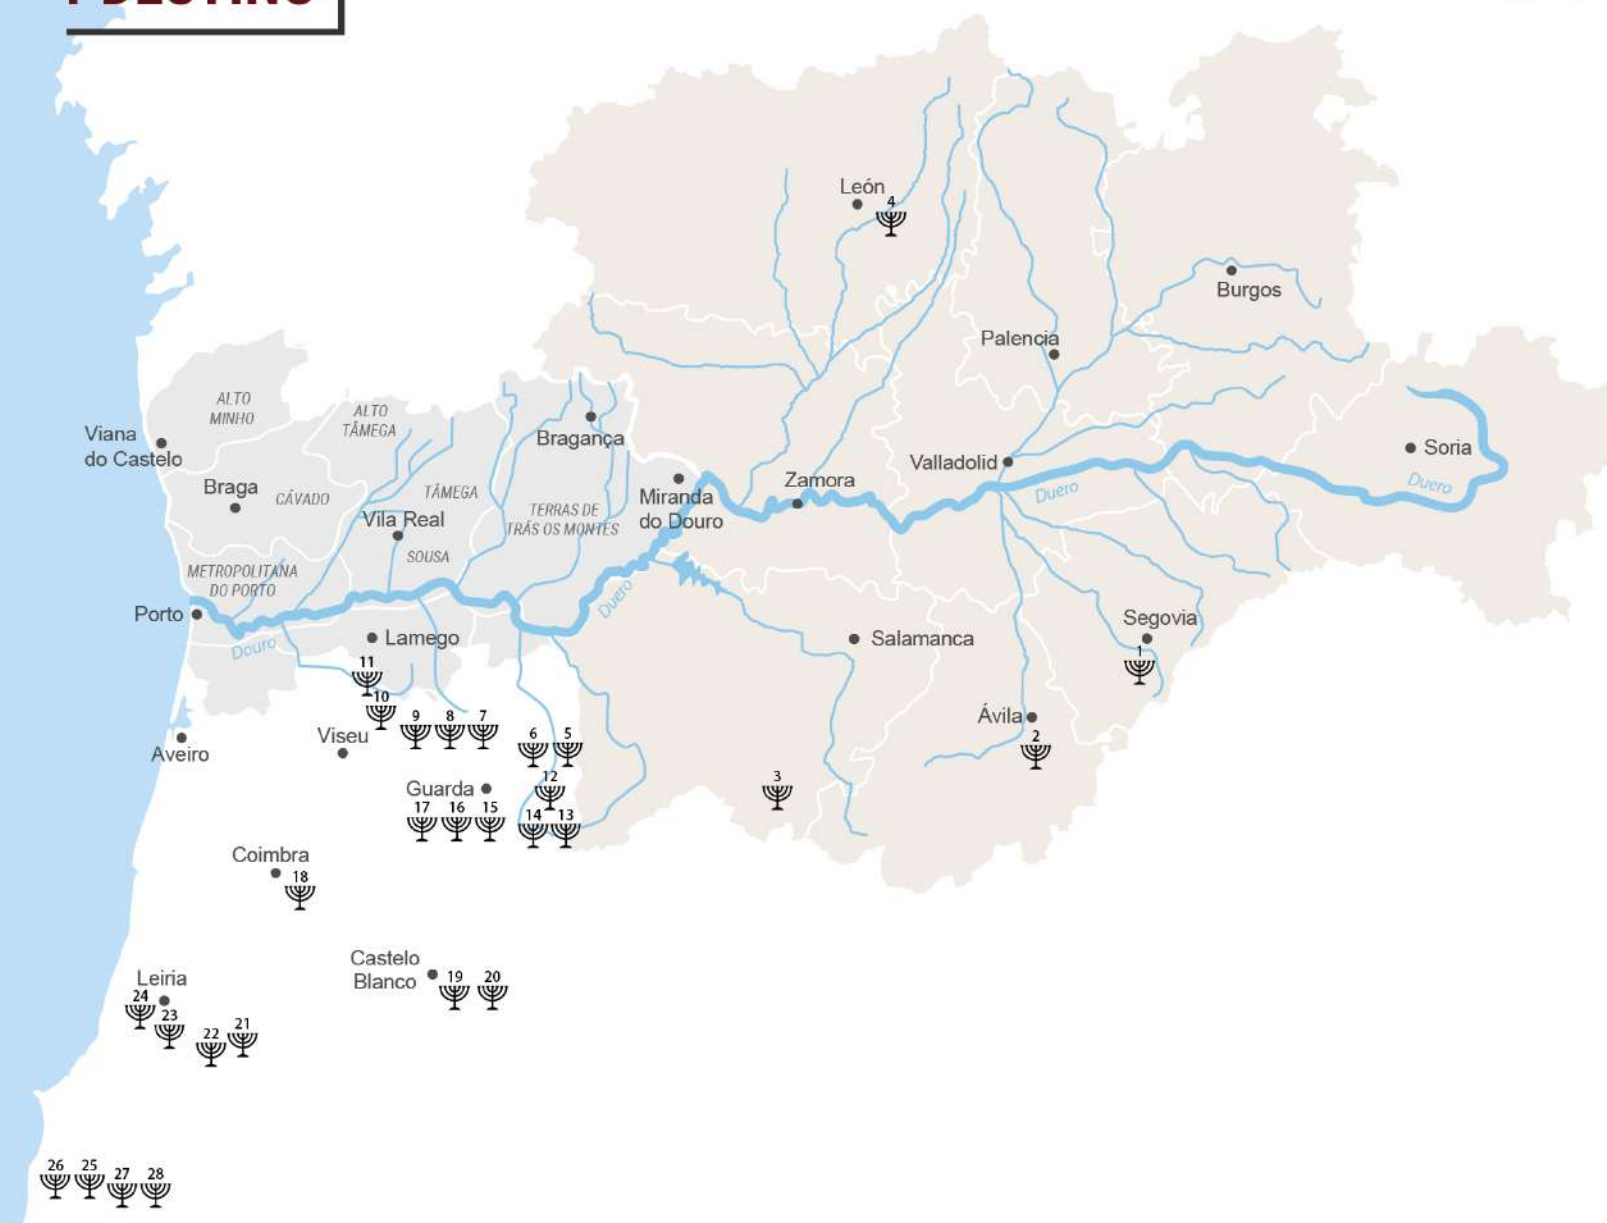 León
4
Burgos
Palencia
ALTO
MINHO
ALTO
TÂMEGA
Viana
do Castelo
Bragança
Soria
Valladolid
Braga
CÁVADO
TÂMEGA
Zamora
Miranda
do Douro
Duero
Duero
Vila Real
TERRAS DE
TRÁS OS MONTES
SOUSA
METROPOLITANA
DO PORTO
Duero
Porto
Douro
Lamego
Salamanca
Segovia
1
11
10
9
8
7
Ávila
2
Viseu
6
5
Aveiro
Guarda
12
3
17
16
15
14
13
Coimbra
18
Castelo
Blanco
19
20
Leiria
24
23
22
21
26
25
27
28